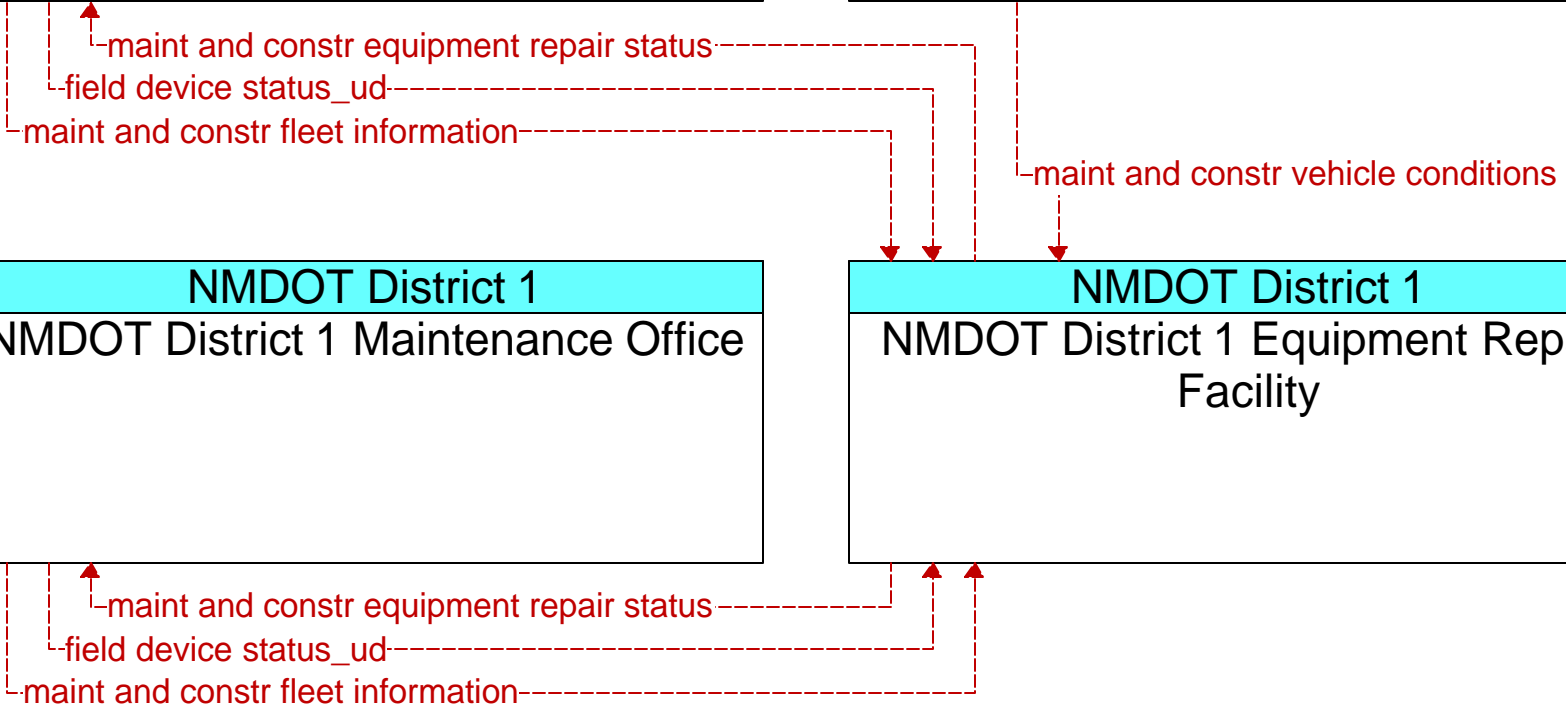 maint and constr equipment repair status
field device status_ud
maint and constr fleet information
maint and constr vehicle conditions
NMDOT District 1
NMDOT District 1 Maintenance Office
NMDOT District 1
NMDOT District 1 Equipment Rep
Facility
maint and constr equipment repair status
field device status_ud
maint and constr fleet information